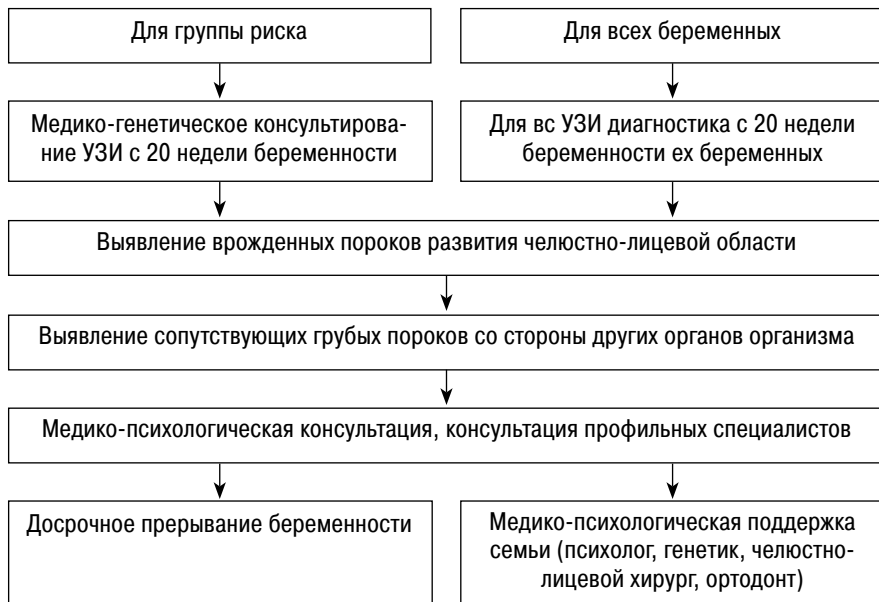 Для группы риска
Для всех беременных
Медико-генетическое консультирова-
ние УЗИ с 20 недели беременности
Для вс УЗИ диагностика с 20 недели
беременности ех беременных
Выявление врожденных пороков развития челюстно-лицевой области
Выявление сопутствующих грубых пороков со стороны других органов организма
Медико-психологическая консультация, консультация профильных специалистов
Досрочное прерывание беременности
Медико-психологическая поддержка
семьи (психолог, генетик, челюстно-
лицевой хирург, ортодонт)